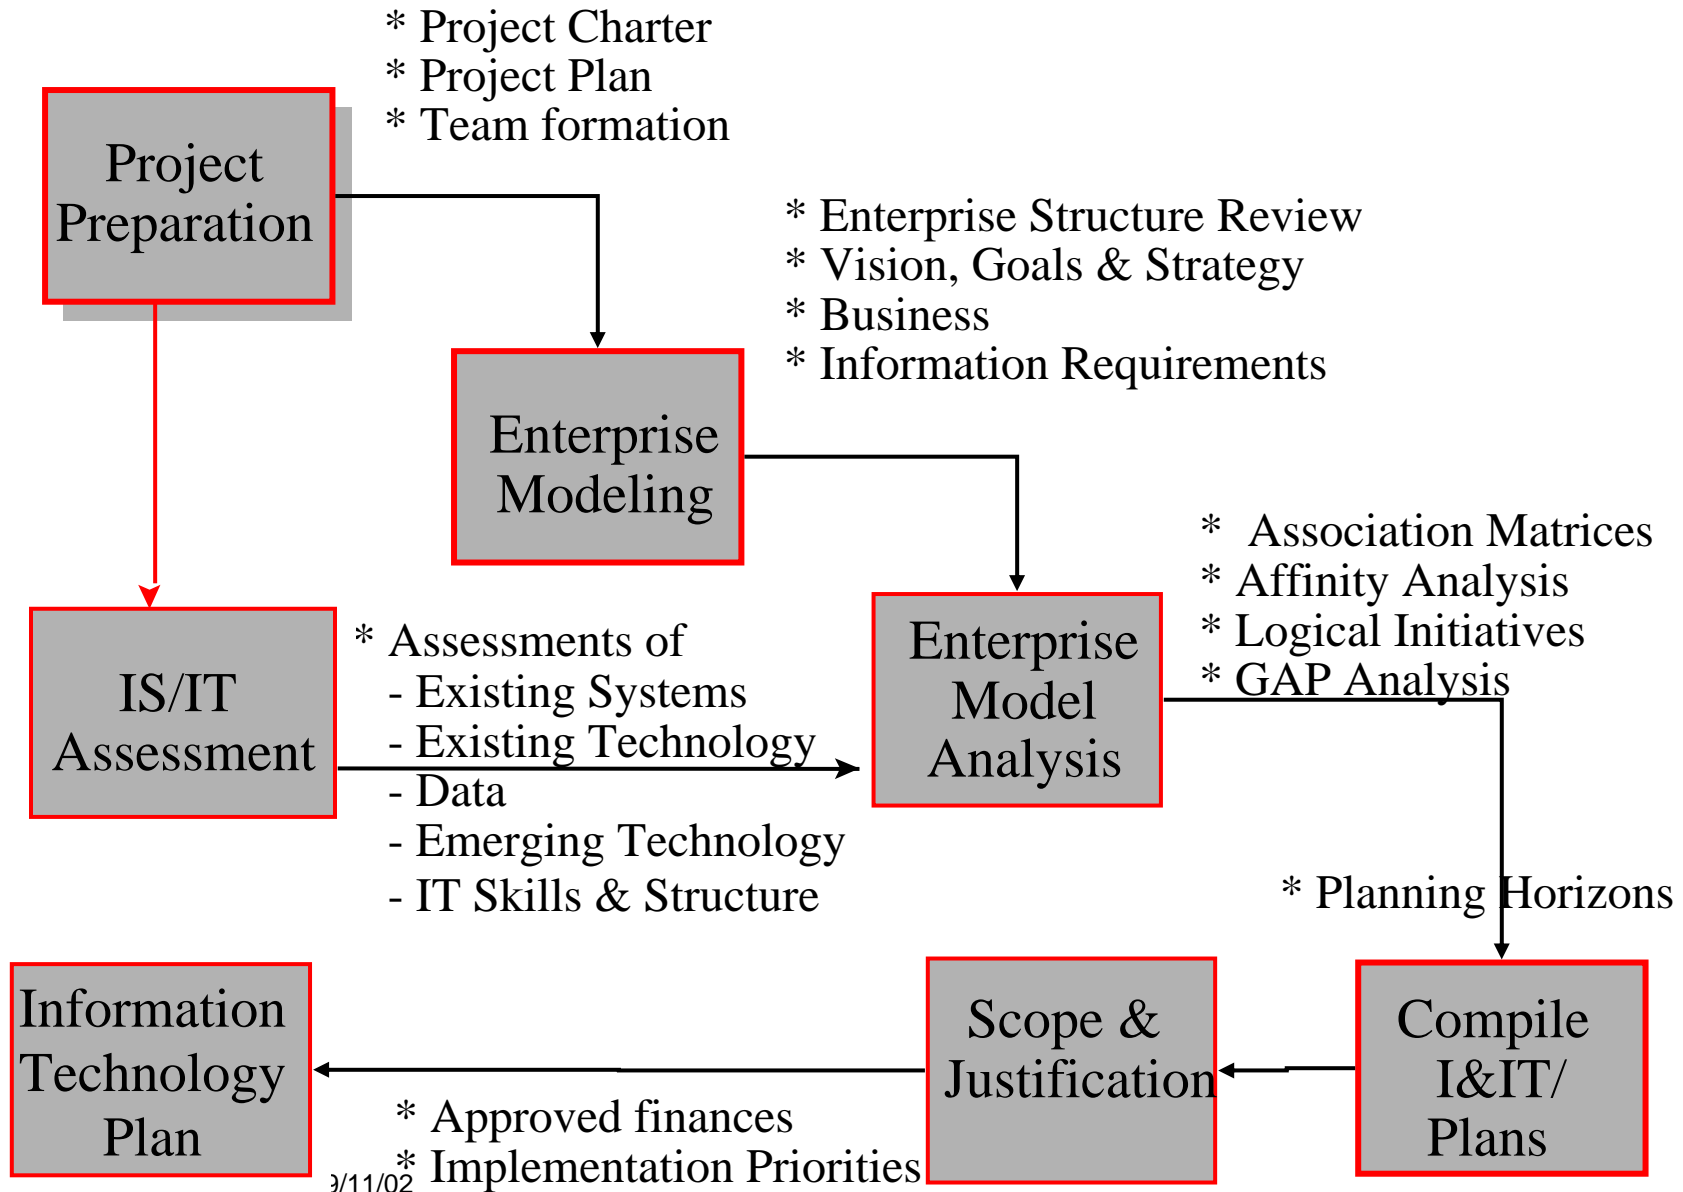 * Project Charter
* Project Plan
* Team formation
Project
Preparation
* Enterprise Structure Review
* Vision, Goals & Strategy
* Business
* Information Requirements
Enterprise
Modeling
* Association Matrices
* Affinity Analysis
* Logical Initiatives
* GAP Analysis
IS/IT
Assessment
* Assessments of
- Existing Systems
- Existing Technology
- Data
- Emerging Technology
- IT Skills & Structure
Enterprise
Model
Analysis
* Planning Horizons
Information
Technology
Plan
Scope &
Justification
Compile
I&IT/
Plans
* Approved finances
* Implementation Priorities
9/11/02